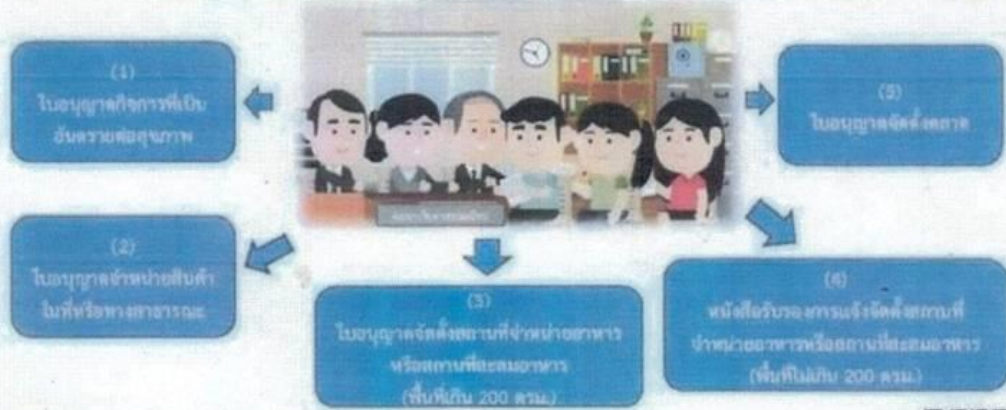 (1)
ใบอนุญาตกิจการที่เป็น
อันตรายต่อสุขภาพ
(2)
ใบอนุญาตจำหน่ายสินค้า
ในที่หรือทางสาธารณะ
(3)
ใบอนุญาตจัดตั้งสถานที่จำหน่ายอาหาร
หรือสถานที่สะสมอาหาร
(พื้นที่เกิน 200 ตรม.)
(4)
หนังสือรับรองการแจ้งจัดตั้งสถานที่
จำหน่ายอาหารหรือสถานที่สะสมอาหาร
(พื้นที่ไม่เกิน 200 ตรม.)
(5)
ใบอนุญาตจัดตั้งตลาด